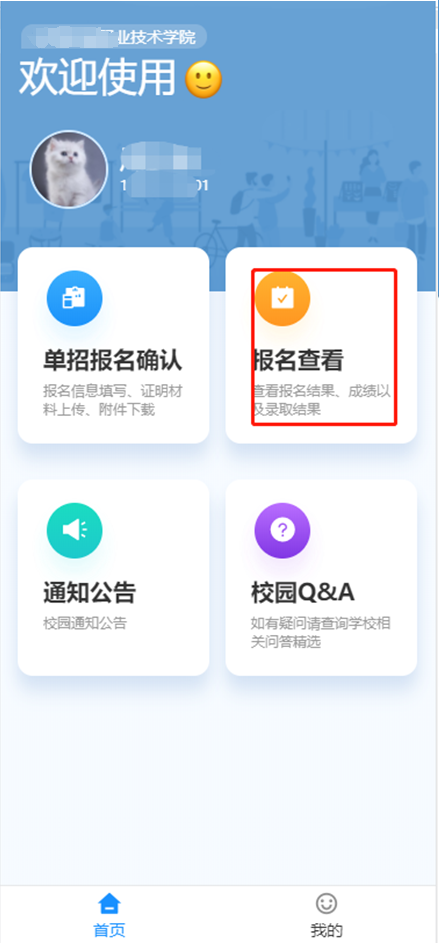 业技术学院
欢迎使用
单招报名确认
报名信息填写、证明材
料上传、附件下载
报名查看
查看报名结果、成绩以
及录取结果
通知公告
校园通知公告
校园Q&A
如有疑问请查询学校相
关问答精选
首页
我的